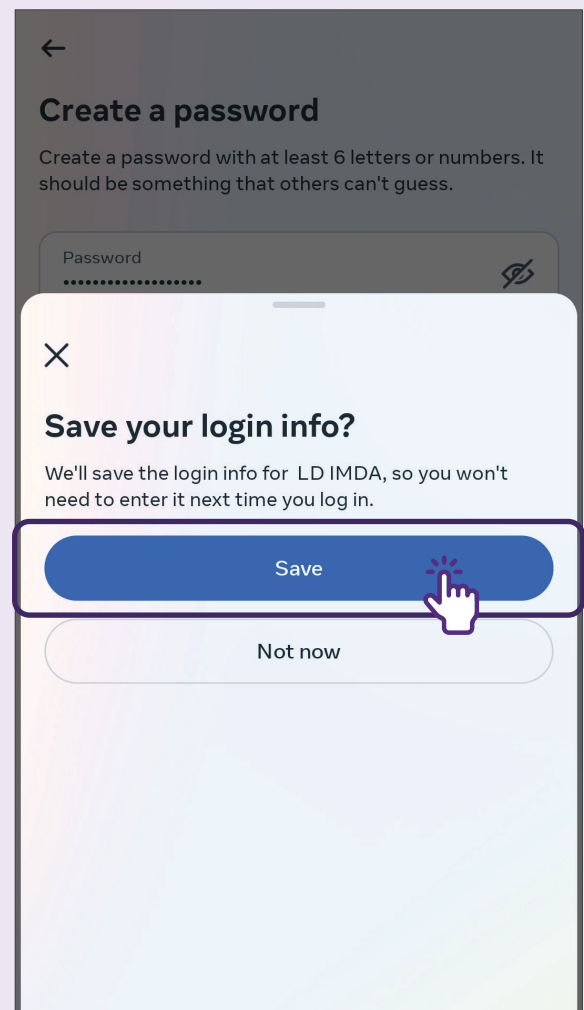 Create a password
Create a password with at least 6 letters or numbers. It
should be something that others can't guess.
Password
•••••••••••••••••••
Save your login info?
We'll save the login info for LD IMDA, so you won't
need to enter it next time you log in.
Save
Not now